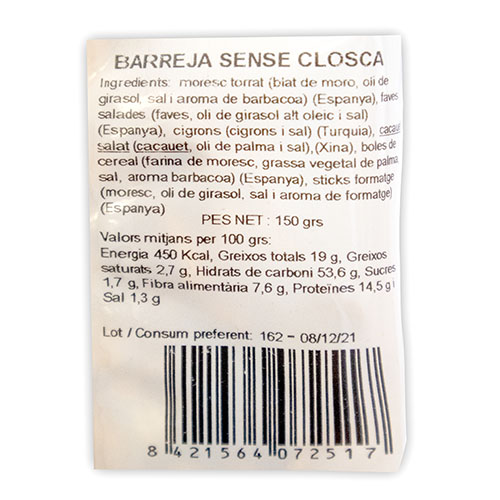 BARREJA SENSE CLOSCA
Ingredients: moresc torrat (blat de moro, oli de
girasol, sal i aroma de barbacoa) (Espanya), faves
salades (faves, oli de girasol alt oleic i sal)
(Espanya), cigrons (cigrons i sal) (Turquia), cacauet
salat (cacauet, oli de palma i sal),(Xina), boles de
cereal (farina de moresc, grassa vegetal de palma
sal, aroma barbacoa) (Espanya), sticks formatge
(moresc, oli de girasol, sal i aroma de formatge)
(Espanya)
PES NET : 150 grs
Valors mitjans per 100 grs:
Energia 450 Kcal, Greixos totals 19 g, Greixos
saturats 2,7 g, Hidrats de carboni 53,6 g, Sucres
1,7 g, Fibra alimentària 7,6 g, Proteïnes 14,5 g i
Sal 1,3 g
Lot / Consum preferent: 162 - 08/12/21
8 421564 072517